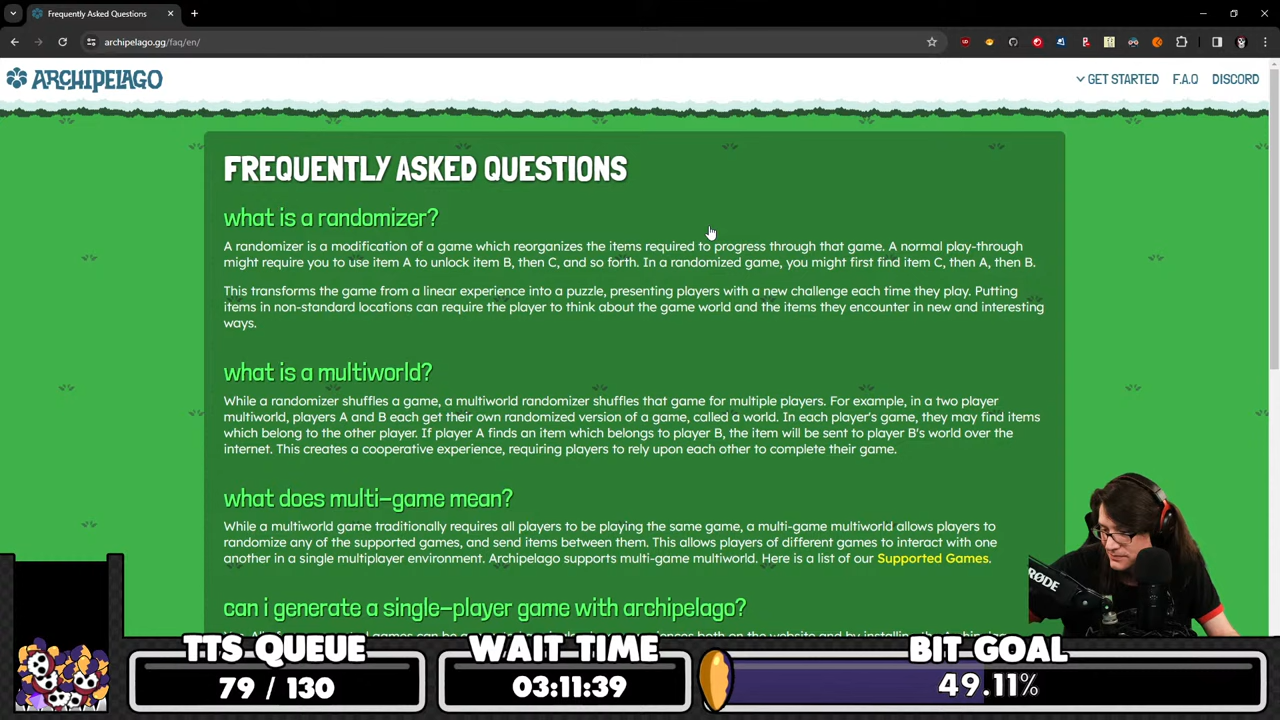 Frequently Asked Questions
archipelago.gg/faq/en/
ARCHIPELAGO
GET STARTED F.A.Q DISCORD
FREQUENTLY ASKED QUESTIONS
what is a randomizer?
A randomizer is a modification of a game which reorganizes the items required to progress through that game. A normal play-through
might require you to use item A to unlock item B, then C, and so forth. In a randomized game, you might first find item C, then A, then B.
This transforms the game from a linear experience into a puzzle, presenting players with a new challenge each time they play. Putting
items in non-standard locations can require the player to think about the game world and the items they encounter in new and interesting
ways.
what is a multiworld?
While a randomizer shuffles a game, a multiworld randomizer shuffles that game for multiple players. For example, in a two player
multiworld, players A and B each get their own randomized version of a game, called a world. In each player's game, they may find items
which belong to the other player. If player A finds an item which belongs to player B, the item will be sent to player B's world over the
internet. This creates a cooperative experience, requiring players to rely upon each other to complete their game.
what does multi-game mean?
While a multiworld game traditionally requires all players to be playing the same game, a multi-game multiworld allows players to
randomize any of the supported games, and send items between them. This allows players of different games to interact with one
another in a single multiplayer environment. Archipelago supports multi-game multiworld. Here is a list of our Supported Games.
can i generate a single-player game with archipelago?
RØDE
TTS QUEUE WAIT TIME BIT GOAL
79 / 130 03:11:39 49.11%